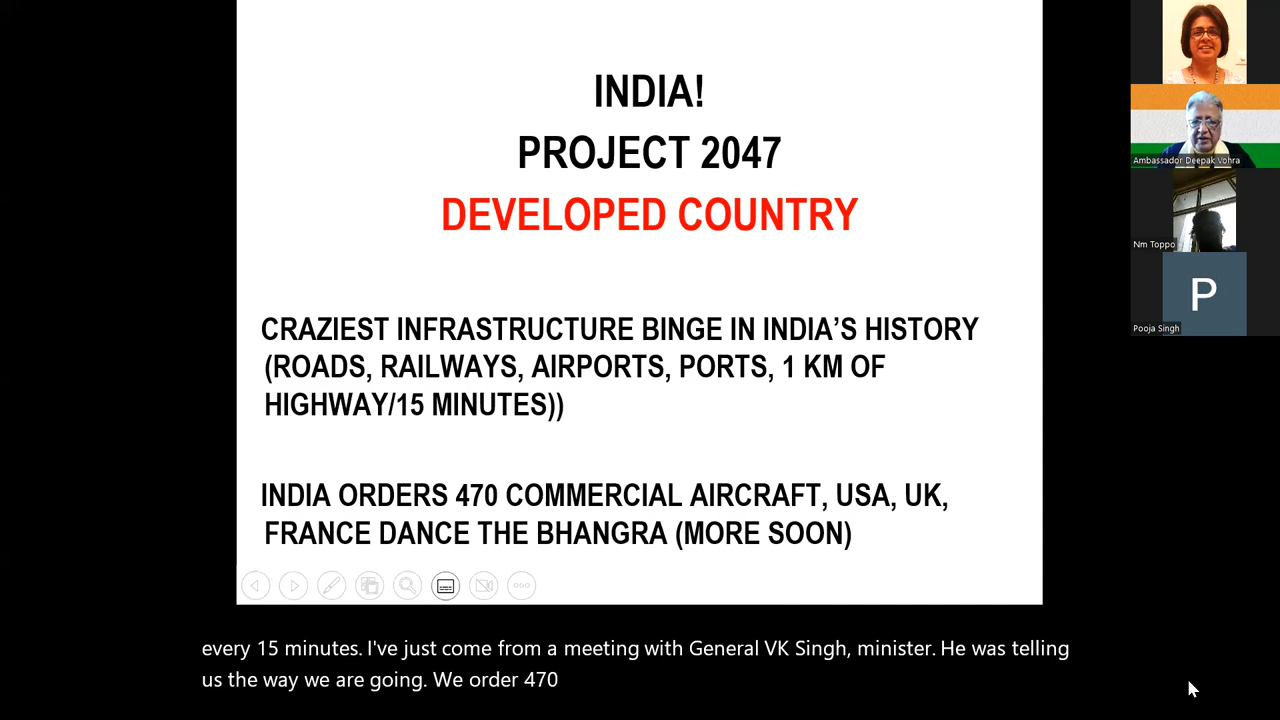 INDIA!
PROJECT 2047
DEVELOPED COUNTRY
CRAZIEST INFRASTRUCTURE BINGE IN INDIA’S HISTORY
(ROADS, RAILWAYS, AIRPORTS, PORTS, 1 KM OF
HIGHWAY/15 MINUTES))
INDIA ORDERS 470 COMMERCIAL AIRCRAFT, USA, UK,
FRANCE DANCE THE BHANGRA (MORE SOON)
every 15 minutes. I've just come from a meeting with General VK Singh, minister. He was telling
us the way we are going. We order 470
Ambassador Deepak Vohra
Nm Toppo
P
Pooja Singh